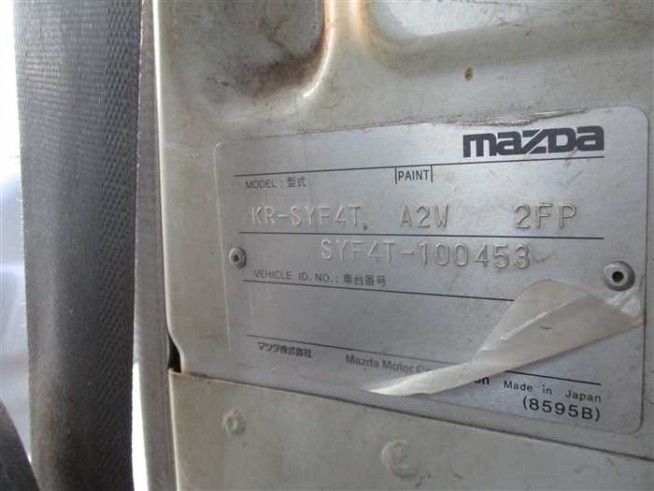 mazda
MODEL : 型式 PAINT
KR-SYF4T. A2W 2FP
SYF4T-100453
VEHICLE ID. NO. : 車台番号
マツダ株式会社 Mazda Motor on Made in Japan
(8595B)